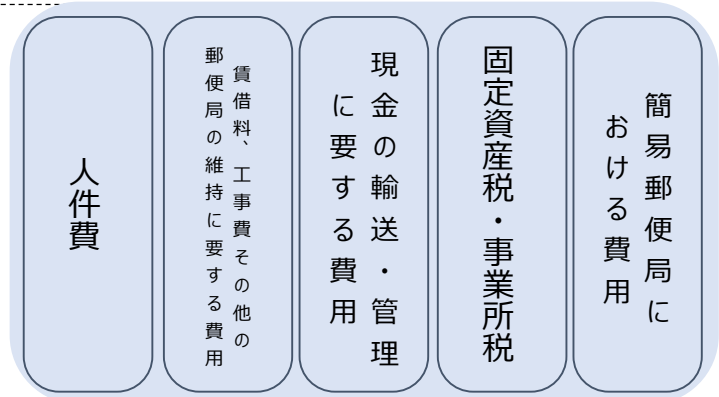 人件費
賃借料、工事費その他の
郵便局の維持に要する費用
現金の輸送・管理
に要する費用
固定資産税・事業所税
簡易郵便局に
おける費用